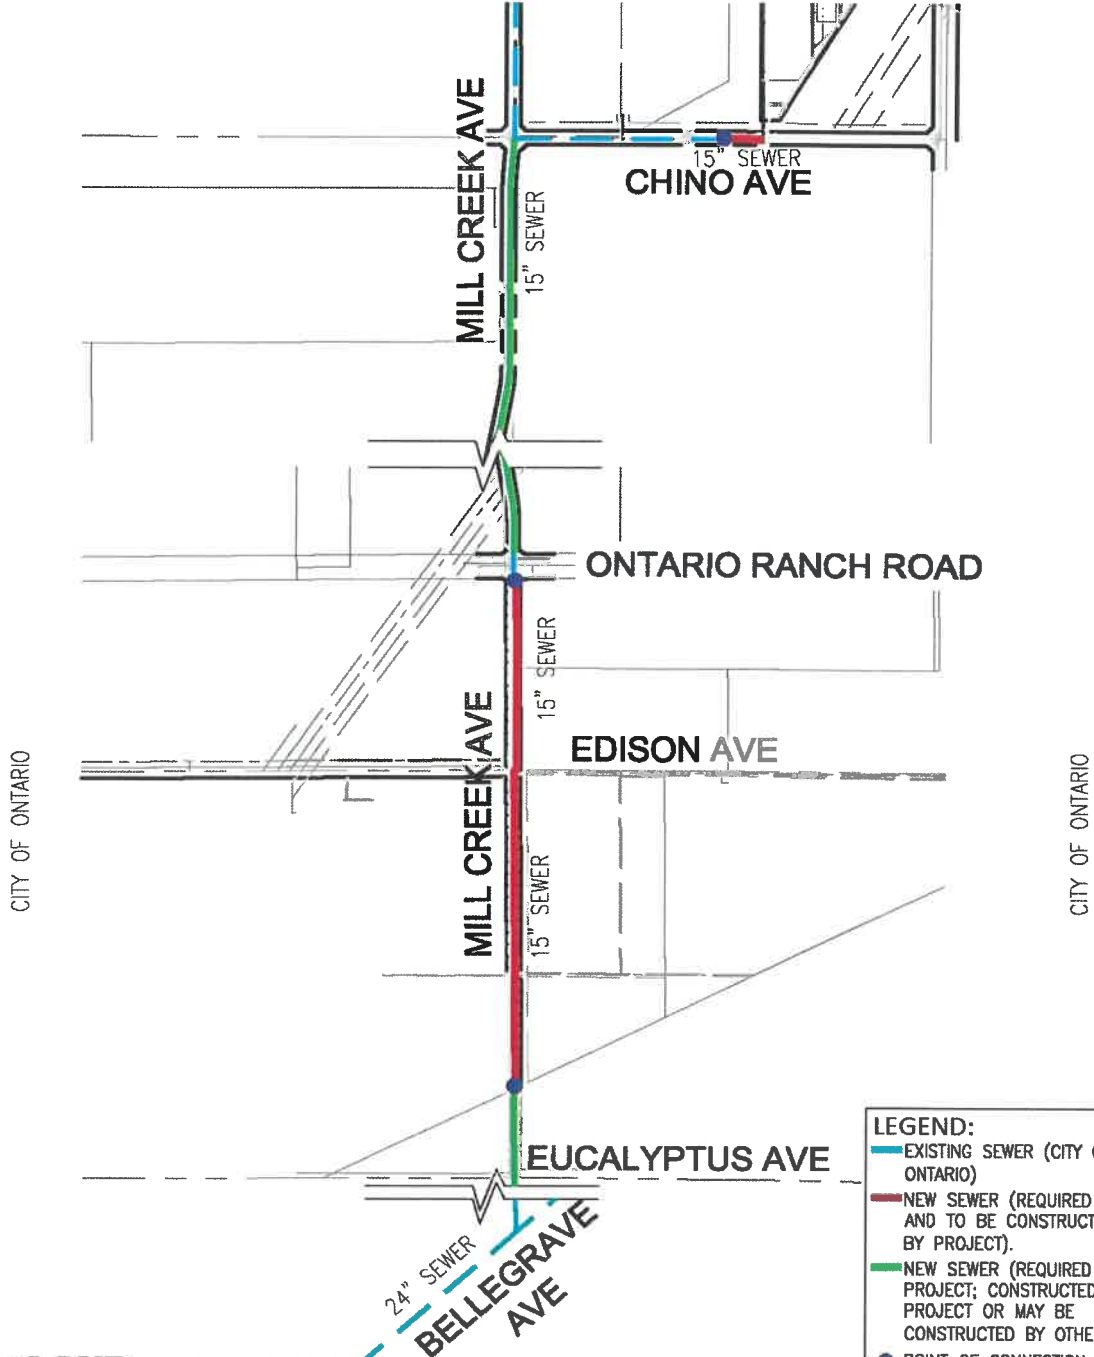 MILL CREEK AVE
15" SEWER
CHINO AVE
15" SEWER
ONTARIO RANCH ROAD
15" SEWER
EDISON AVE
MILL CREEK AVE
CITY OF ONTARIO
CITY OF ONTARIO
15" SEWER
EUCALYPTUS AVE
24" SEWER
BELLEGRAVE
AVE
LEGEND:
EXISTING SEWER (CITY
ONTARIO)
NEW SEWER (REQUIRED
AND TO BE CONSTRUCT
BY PROJECT).
NEW SEWER (REQUIRED
PROJECT; CONSTRUCTED
PROJECT OR MAY BE
CONSTRUCTED BY OTHE
POINT OF CONNECTION